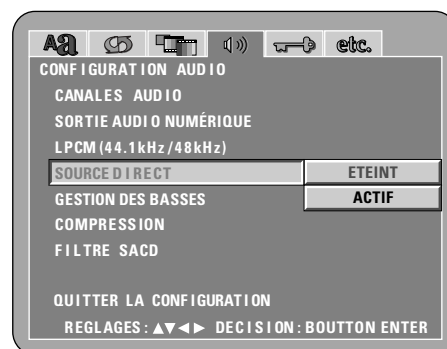 Aa etc.
CONFIGURATION AUDIO
CANALES AUDIO
SORTIE AUDIO NUMÉRIQUE
LPCM (44.1kHz/48kHz)
SOURCE DIRECT ETEINT
GESTION DES BASSES ACTIF
COMPRESSION
FILTRE SACD
QUITTER LA CONFIGURATION
REGLAGES: ▲▼◄► DECISION: BOUTTON ENTER